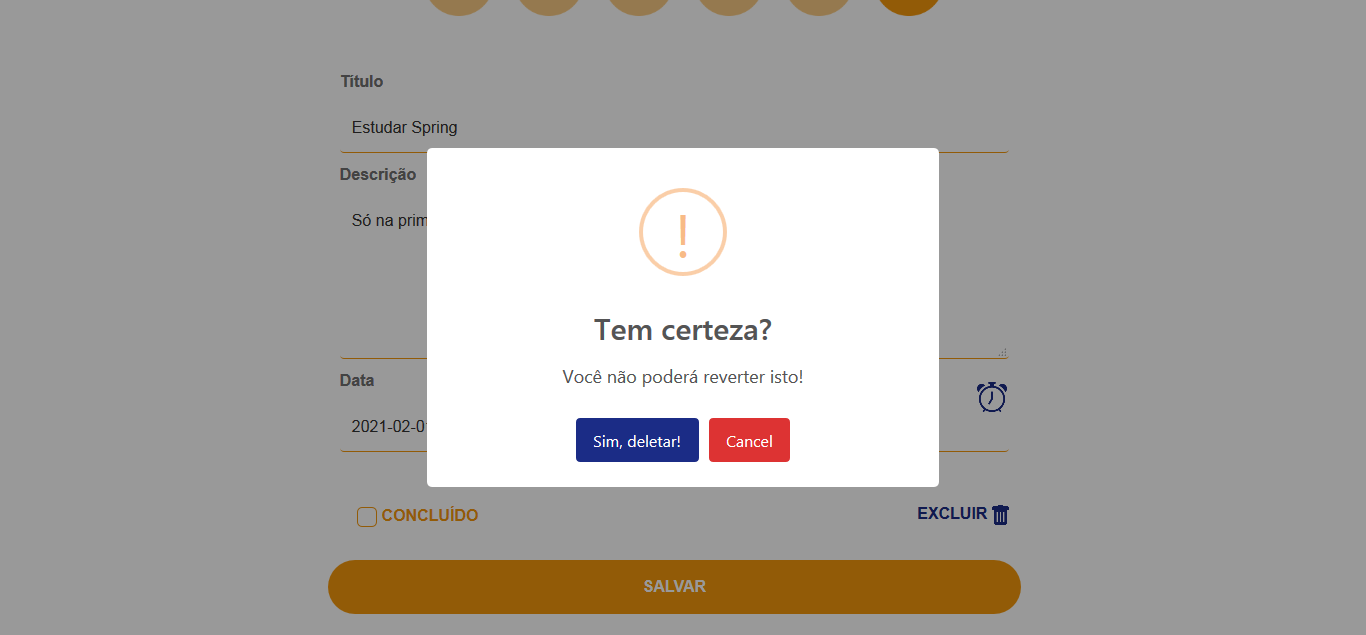 Título
Estudar Spring
Descrição
Só na prim
Data
2021-02-0
!
Tem certeza?
Você não poderá reverter isto!
Sim, deletar!
Cancel
CONCLUÍDO
EXCLUIR
SALVAR